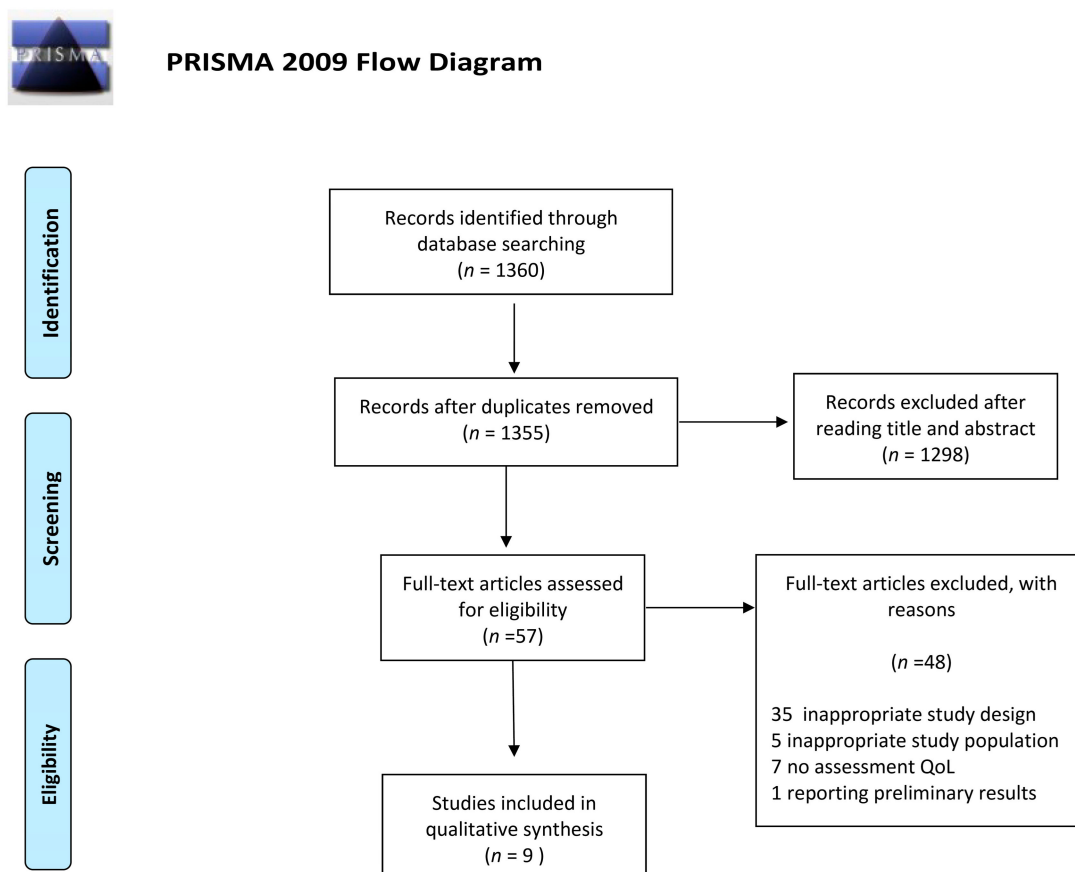 PRISMA
PRISMA 2009 Flow Diagram
Identification
Records identified through
database searching
(n = 1360)
Records after duplicates removed
(n = 1355)
Records excluded after
reading title and abstract
(n = 1298)
Screening
Full-text articles assessed
for eligibility
(n =57)
Full-text articles excluded, with
reasons
(n =48)
35 inappropriate study design
5 inappropriate study population
7 no assessment QoL
1 reporting preliminary results
Eligibility
Studies included in
qualitative synthesis
(n = 9 )